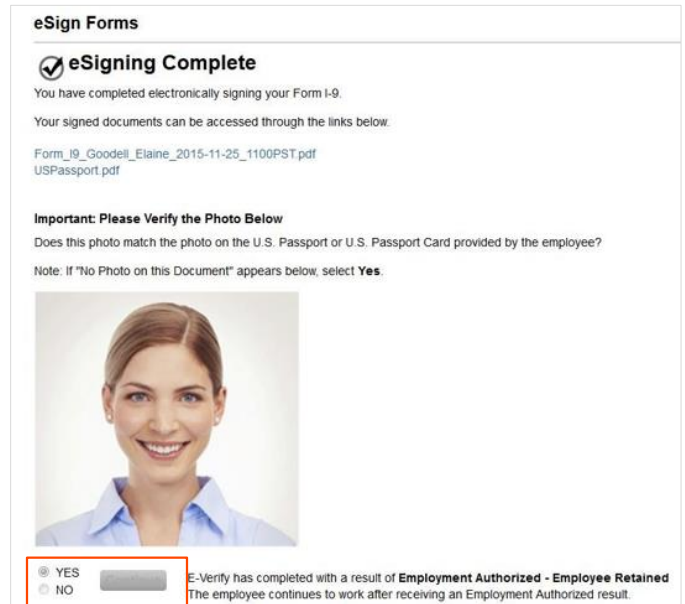 eSign Forms
eSigning Complete
You have completed electronically signing your Form I-9.
Your signed documents can be accessed through the links below.
Form_I9_Goodell_Elaine_2015-11-25_1100PST.pdf
USPassport.pdf
Important: Please Verify the Photo Below
Does this photo match the photo on the U.S. Passport or U.S. Passport Card provided by the employee?
Note: If "No Photo on this Document" appears below, select Yes.
YES
NO
E-Verify has completed with a result of Employment Authorized - Employee Retained
The employee continues to work after receiving an Employment Authorized result.